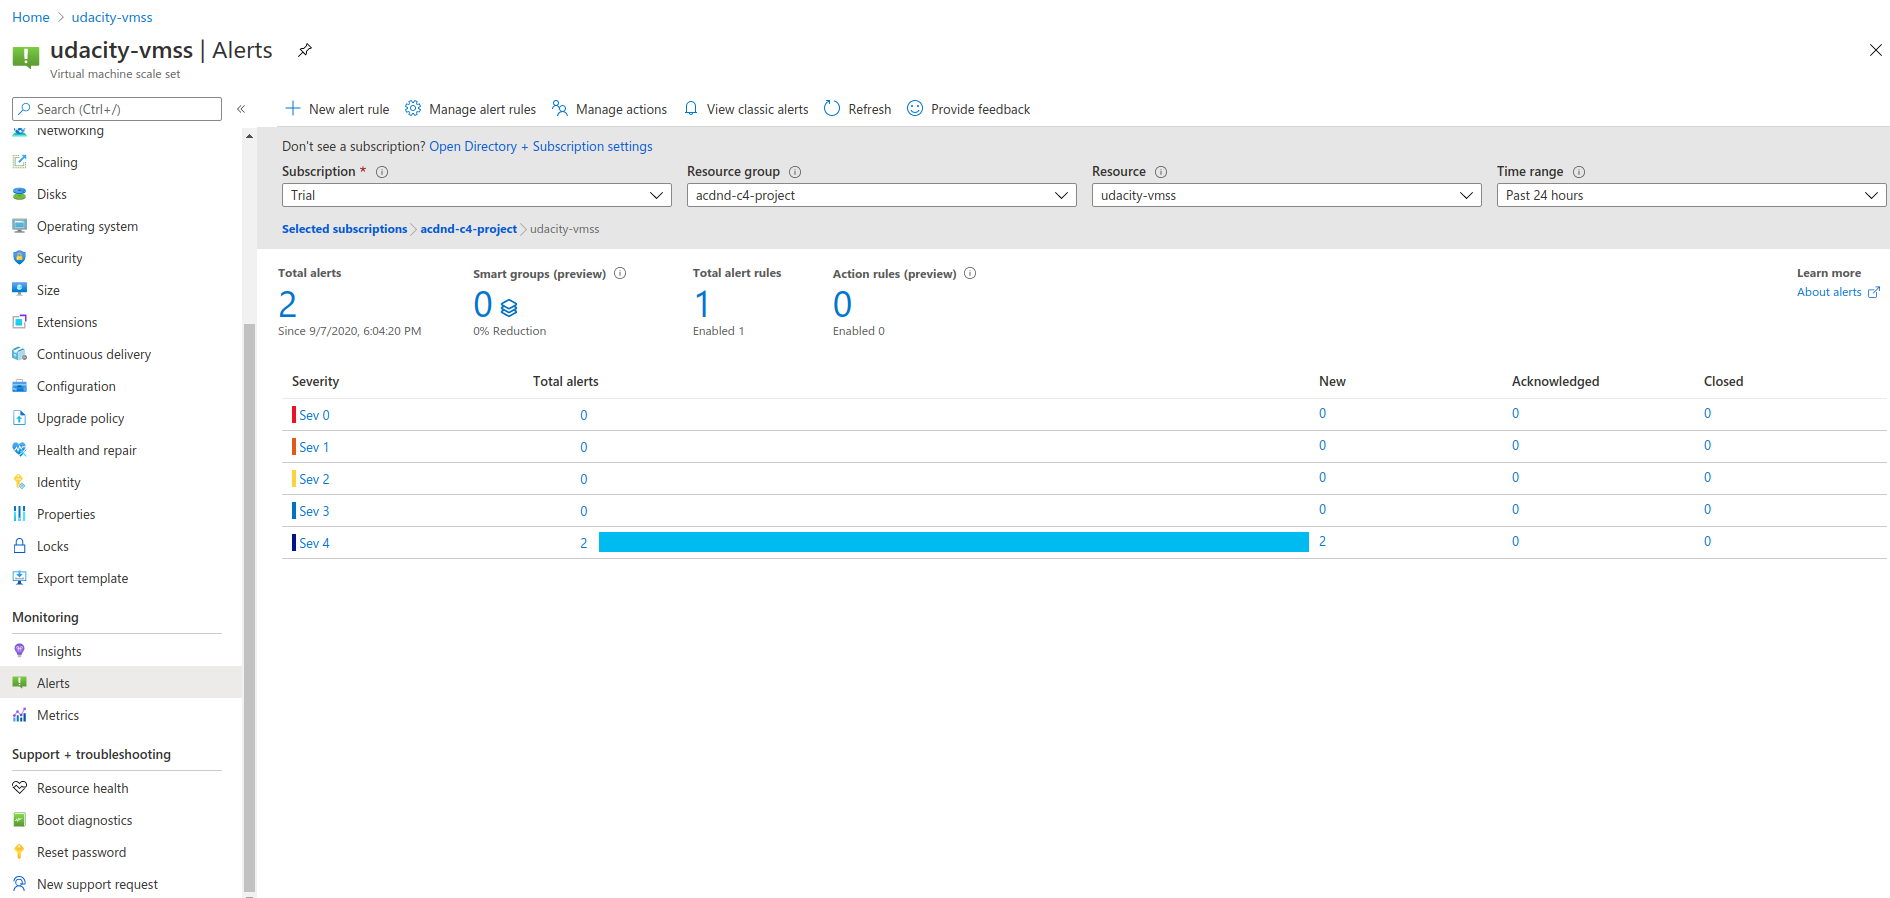 Home > udacity-vmss
udacity-vmss | Alerts
Virtual machine scale set
Search (Ctrl+/)
«
Networking
Scaling
Disks
Operating system
Security
Size
Extensions
Continuous delivery
Configuration
Upgrade policy
Health and repair
Identity
Properties
Locks
Export template
Monitoring
Insights
Alerts
Metrics
Support + troubleshooting
Resource health
Boot diagnostics
Reset password
New support request
New alert rule Manage alert rules Manage actions View classic alerts Refresh Provide feedback
Don't see a subscription? Open Directory + Subscription settings
Subscription * Resource group Resource Time range
Trial acdnd-c4-project udacity-vmss Past 24 hours
Selected subscriptions > acdnd-c4-project > udacity-vmss
Total alerts Smart groups (preview) Total alert rules Action rules (preview) Learn more
2 0 1 0 About alerts
Since 9/7/2020, 6:04:20 PM 0% Reduction Enabled 1 Enabled 0
Severity Total alerts New Acknowledged Closed
Sev 0 0 0 0 0
Sev 1 0 0 0 0
Sev 2 0 0 0 0
Sev 3 0 0 0 0
Sev 4 2 2 0 0